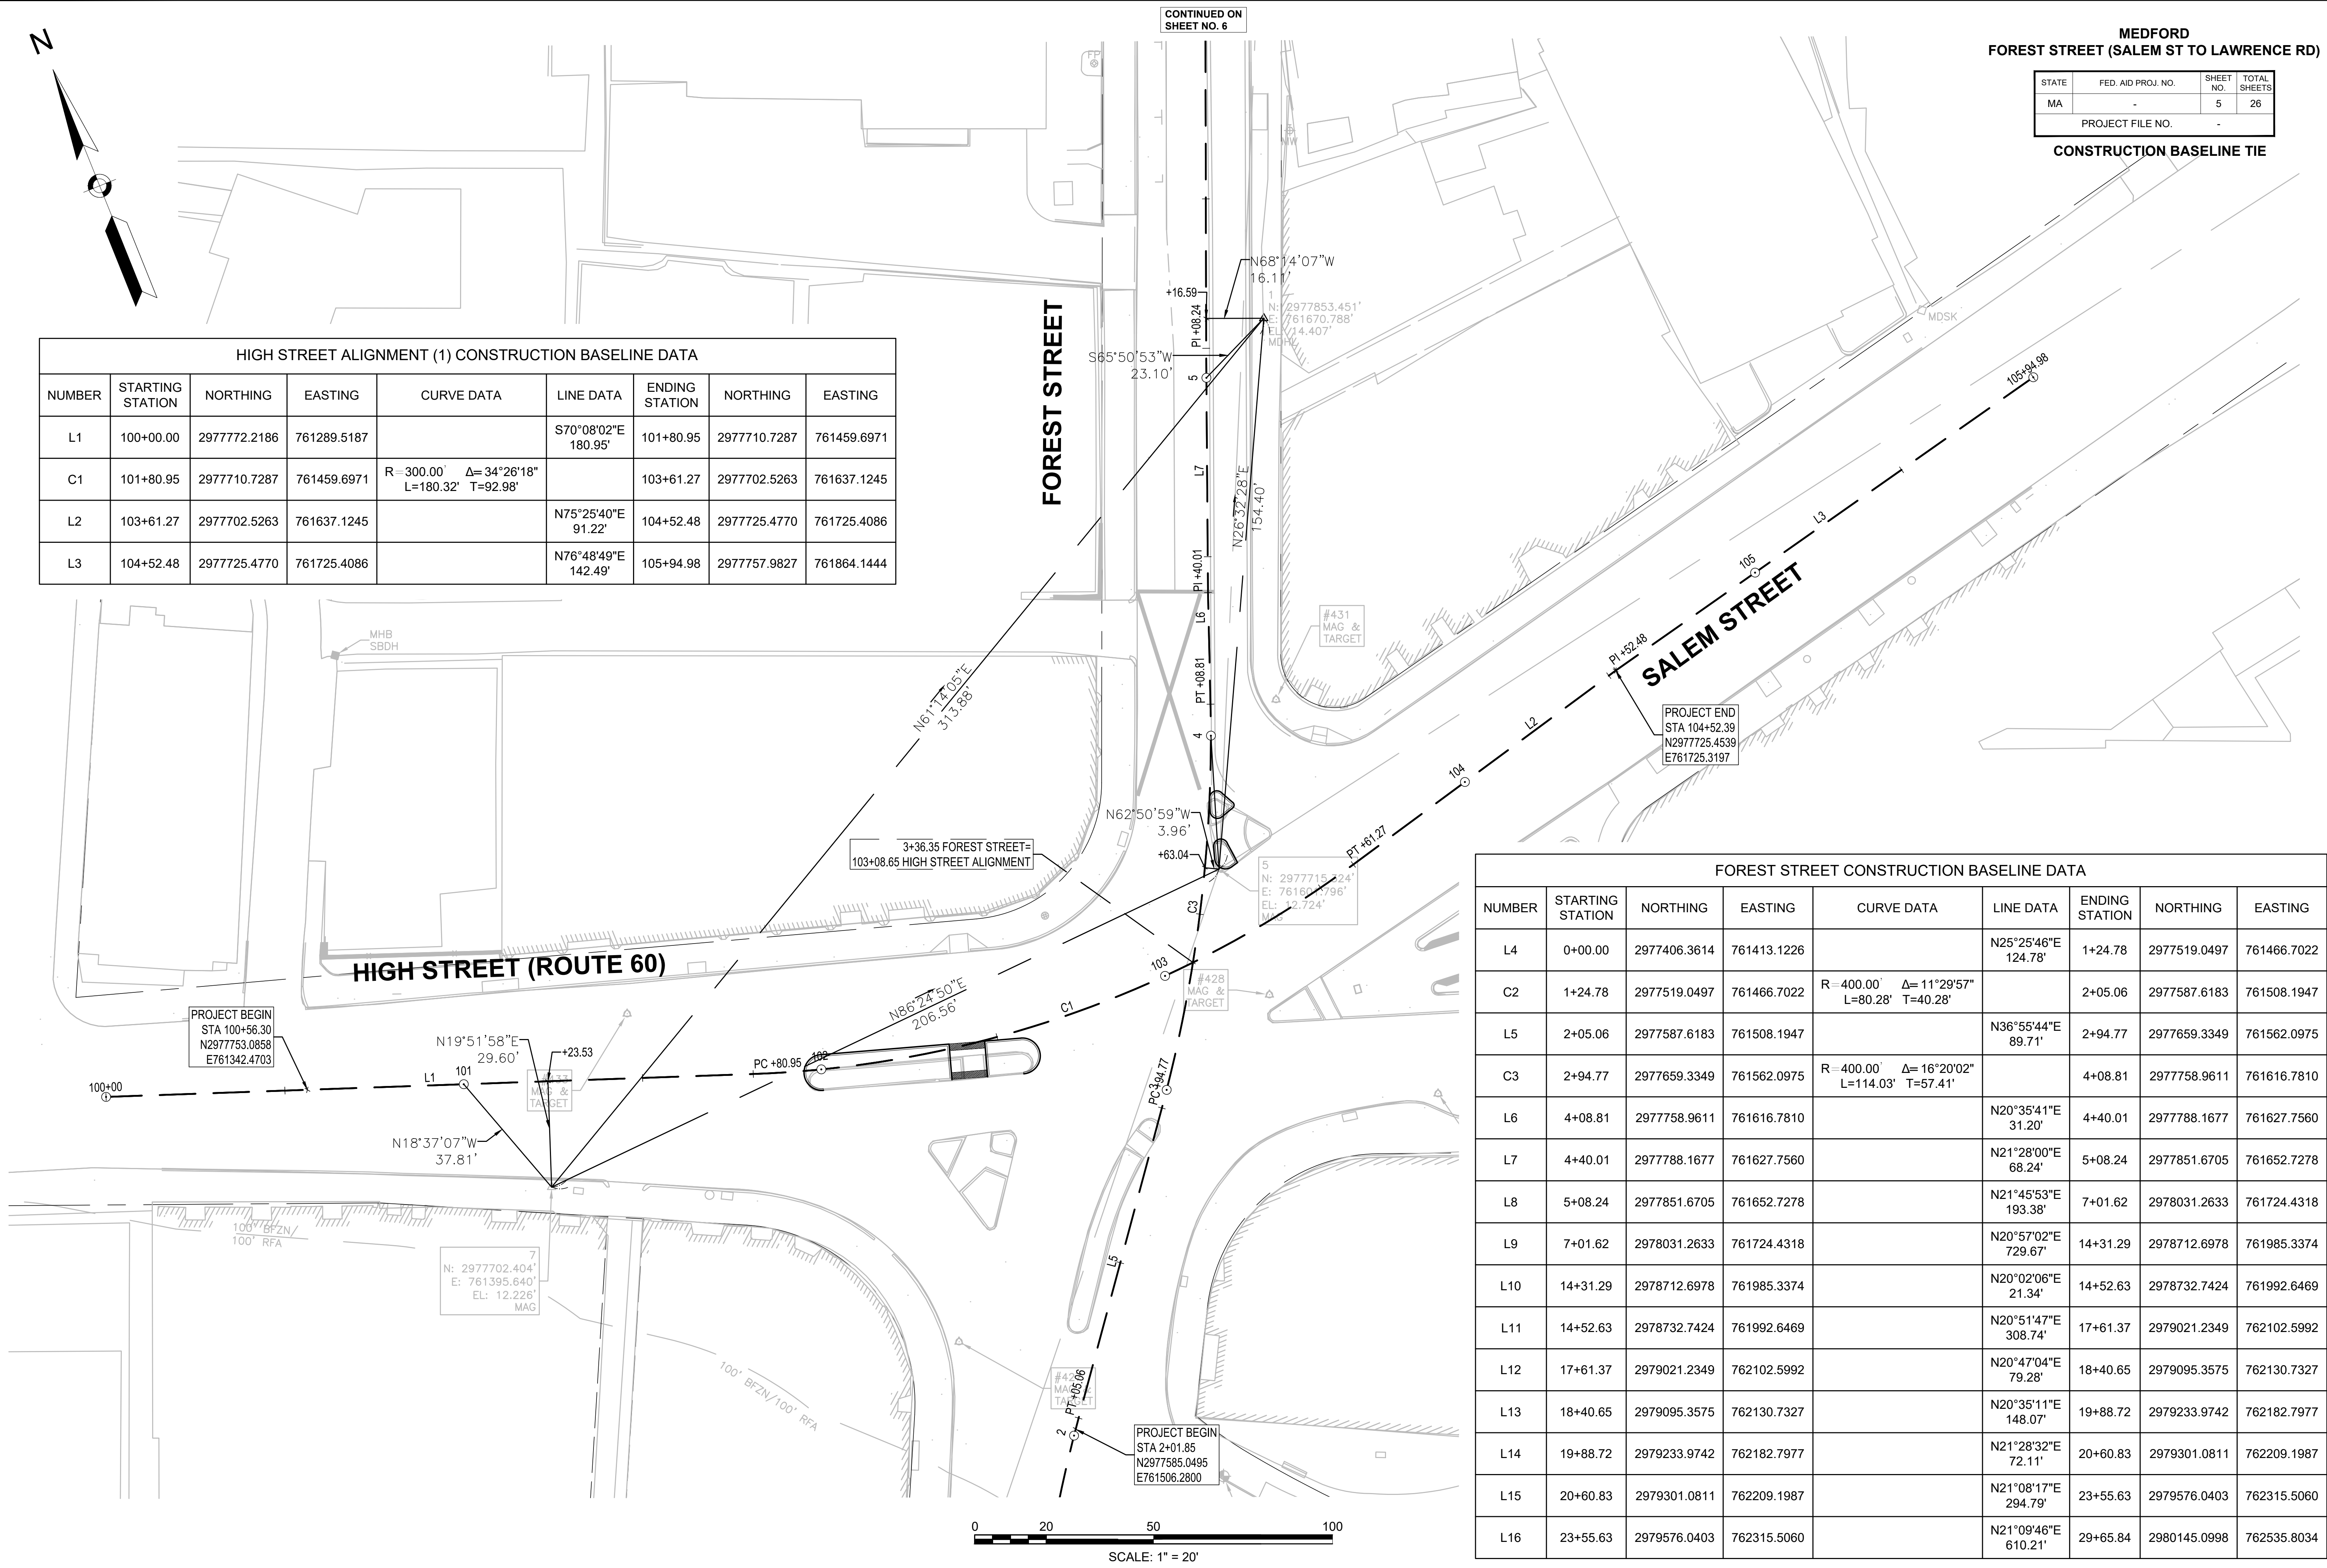 CONTINUED ON
SHEET NO. 6
MEDFORD
FOREST STREET (SALEM ST TO LAWRENCE RD)
STATE FED. AID PROJ. NO. SHEET NO. TOTAL SHEETS
MA - 5 26
PROJECT FILE NO. -
CONSTRUCTION BASELINE TIE
N
FP
MW
N68°14'07"W
16.11'
+16.59
PI +08.24
1
N: 2977853.451'
E: 761670.788'
EL: 14.407'
S65°50'53"W
23.10'
5
MDSK
105+94.98
FOREST STREET
HIGH STREET ALIGNMENT (1) CONSTRUCTION BASELINE DATA
NUMBER STARTING STATION NORTHING EASTING CURVE DATA LINE DATA ENDING STATION NORTHING EASTING
L1 100+00.00 2977772.2186 761289.5187 S70°08'02"E 180.95' 101+80.95 2977710.7287 761459.6971
C1 101+80.95 2977710.7287 761459.6971 R=300.00' Δ=34°26'18" L=180.32' T=92.98' 103+61.27 2977702.5263 761637.1245
L2 103+61.27 2977702.5263 761637.1245 N75°25'40"E 91.22' 104+52.48 2977725.4770 761725.4086
L3 104+52.48 2977725.4770 761725.4086 N76°48'49"E 142.49' 105+94.98 2977757.9827 761864.1444
L7
N26°32'28"E
154.40'
L3
PI +40.01
105
SALEM STREET
L6
#431
MAG &
TARGET
MHB
SBDH
PI +52.48
N61°14'05"E
313.88'
PT +08.81
4
L2
PROJECT END
STA 104+52.39
N2977725.4539
E761725.3197
104
N62°50'59"W
3.96'
+63.04
PT +61.27
3+36.35 FOREST STREET=
103+08.65 HIGH STREET ALIGNMENT
5
EL: 12.724'
C3
HIGH STREET (ROUTE 60)
103
#428
MAG &
TARGET
N86°24'50"E
206.56'
C1
PROJECT BEGIN
STA 100+56.30
N2977753.0858
E761342.4703
N19°51'58"E
29.60'
+23.53
PC +80.95
102
100+00
L1
101
MAG &
TARGET
N18°37'07"W
37.81'
PC +94.77
3
100' BFZN/
100' RFA
7
N: 2977702.404'
E: 761395.640'
EL: 12.226'
MAG
L5
100' BFZN/100' RFA
PT +05.06
2
PROJECT BEGIN
STA 2+01.85
N2977585.0495
E761506.2800
0 20 50 100
SCALE: 1" = 20'
FOREST STREET CONSTRUCTION BASELINE DATA
NUMBER STARTING STATION NORTHING EASTING CURVE DATA LINE DATA ENDING STATION NORTHING EASTING
L4 0+00.00 2977406.3614 761413.1226 N25°25'46"E 124.78' 1+24.78 2977519.0497 761466.7022
C2 1+24.78 2977519.0497 761466.7022 R=400.00' Δ=11°29'57" L=80.28' T=40.28' 2+05.06 2977587.6183 761508.1947
L5 2+05.06 2977587.6183 761508.1947 N36°55'44"E 89.71' 2+94.77 2977659.3349 761562.0975
C3 2+94.77 2977659.3349 761562.0975 R=400.00' Δ=16°20'02" L=114.03' T=57.41' 4+08.81 2977758.9611 761616.7810
L6 4+08.81 2977758.9611 761616.7810 N20°35'41"E 31.20' 4+40.01 2977788.1677 761627.7560
L7 4+40.01 2977788.1677 761627.7560 N21°28'00"E 68.24' 5+08.24 2977851.6705 761652.7278
L8 5+08.24 2977851.6705 761652.7278 N21°45'53"E 193.38' 7+01.62 2978031.2633 761724.4318
L9 7+01.62 2978031.2633 761724.4318 N20°57'02"E 729.67' 14+31.29 2978712.6978 761985.3374
L10 14+31.29 2978712.6978 761985.3374 N20°02'06"E 21.34' 14+52.63 2978732.7424 761992.6469
L11 14+52.63 2978732.7424 761992.6469 N20°51'47"E 308.74' 17+61.37 2979021.2349 762102.5992
L12 17+61.37 2979021.2349 762102.5992 N20°47'04"E 79.28' 18+40.65 2979095.3575 762130.7327
L13 18+40.65 2979095.3575 762130.7327 N20°35'11"E 148.07' 19+88.72 2979233.9742 762182.7977
L14 19+88.72 2979233.9742 762182.7977 N21°28'32"E 72.11' 20+60.83 2979301.0811 762209.1987
L15 20+60.83 2979301.0811 762209.1987 N21°08'17"E 294.79' 23+55.63 2979576.0403 762315.5060
L16 23+55.63 2979576.0403 762315.5060 N21°09'46"E 610.21' 29+65.84 2980145.0998 762535.8034